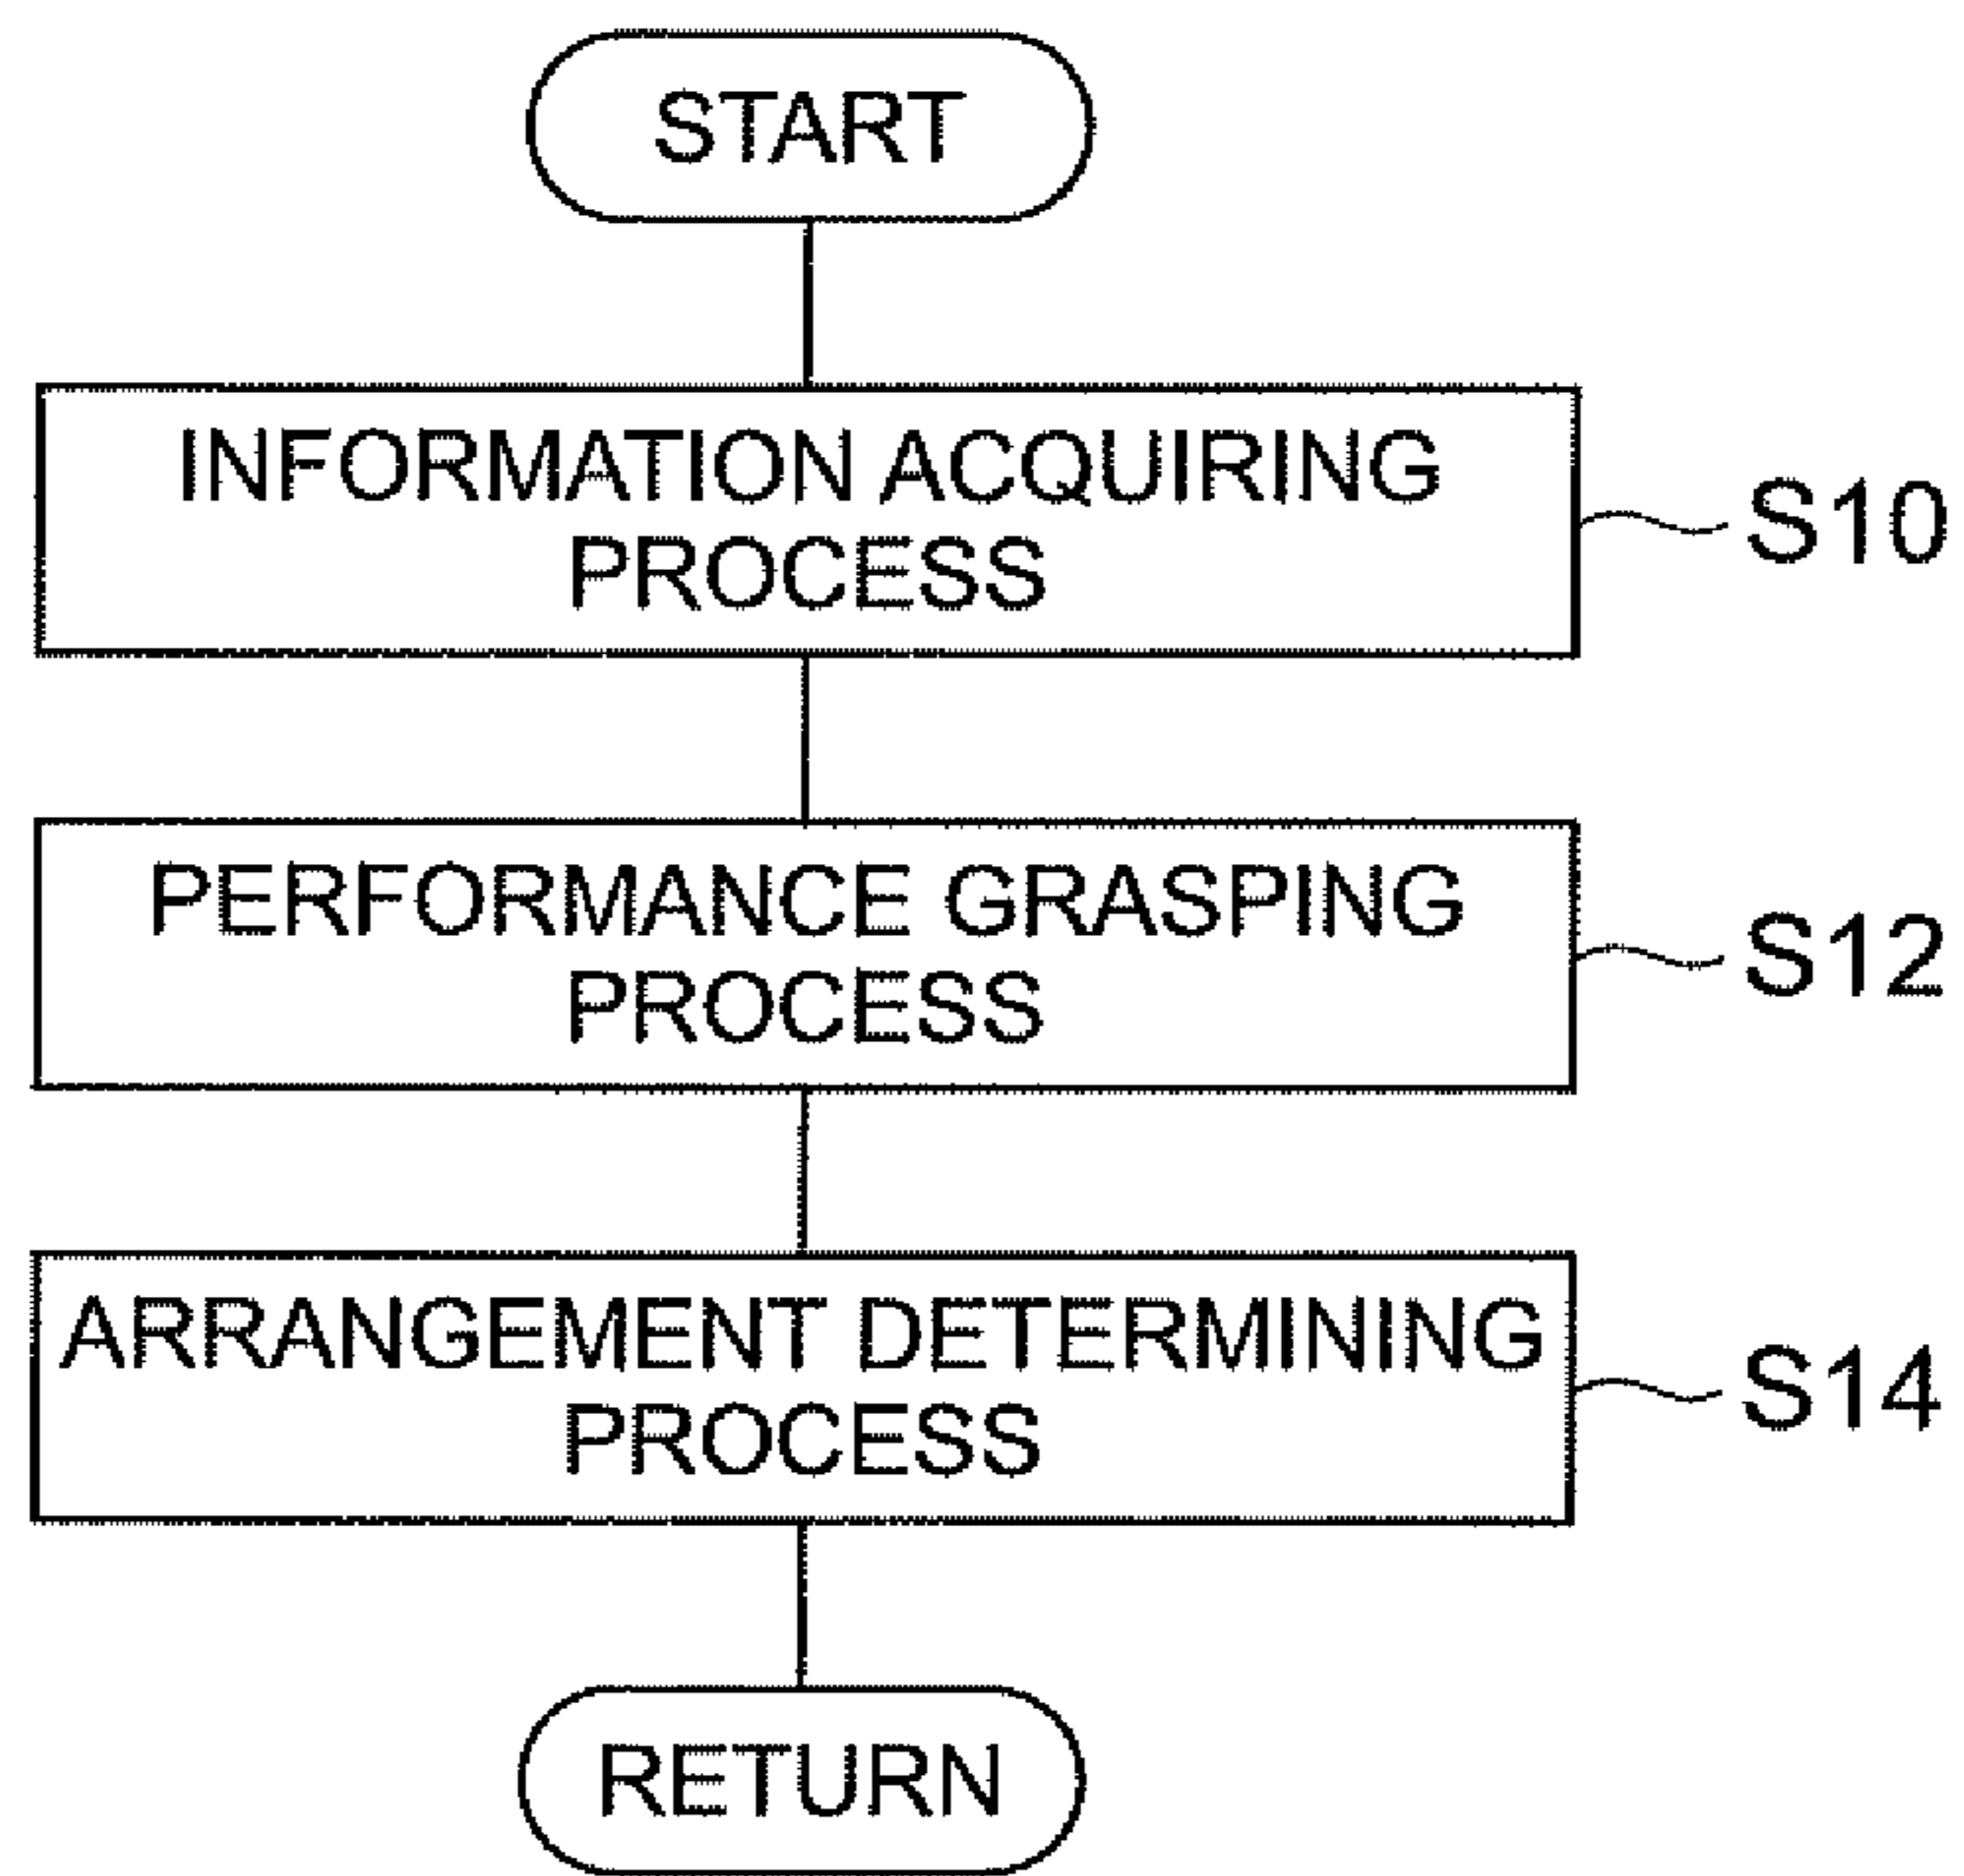 START
INFORMATION ACQUIRING
PROCESS
S10
PERFORMANCE GRASPING
PROCESS
S12
ARRANGEMENT DETERMINING
PROCESS
S14
RETURN